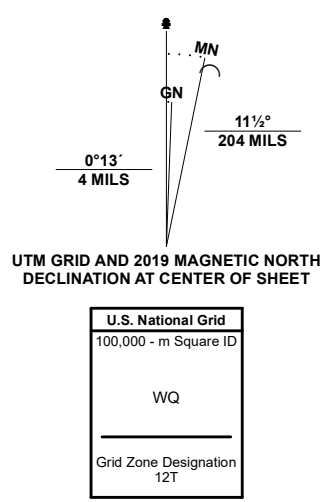 MN
GN
11½°
204 MILS
0°13´
4 MILS
UTM GRID AND 2019 MAGNETIC NORTH
DECLINATION AT CENTER OF SHEET
U.S. National Grid
100,000 - m Square ID
WQ
Grid Zone Designation
12T